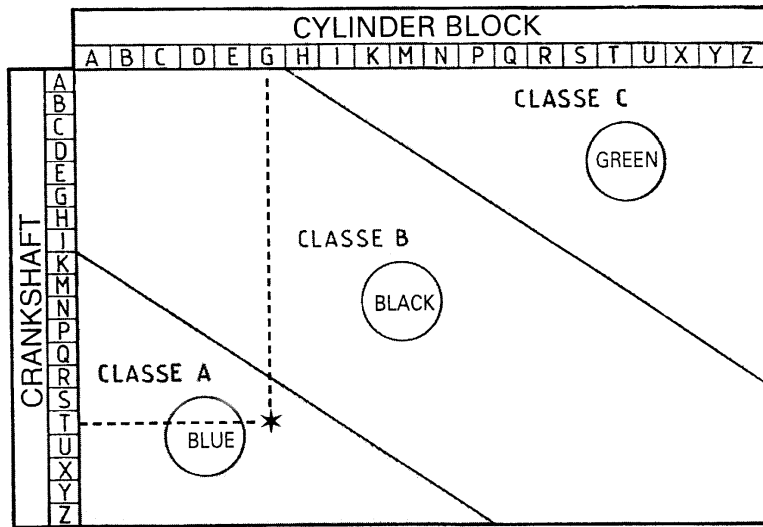 CYLINDER BLOCK
A B C D E G H I K M N P Q R S T U X Y Z
CRANKSHAFT
A
B
C
D
E
G
H
I
K
M
N
P
Q
R
S
T
U
X
Y
Z
CLASSE C
GREEN
CLASSE B
BLACK
CLASSE A
BLUE